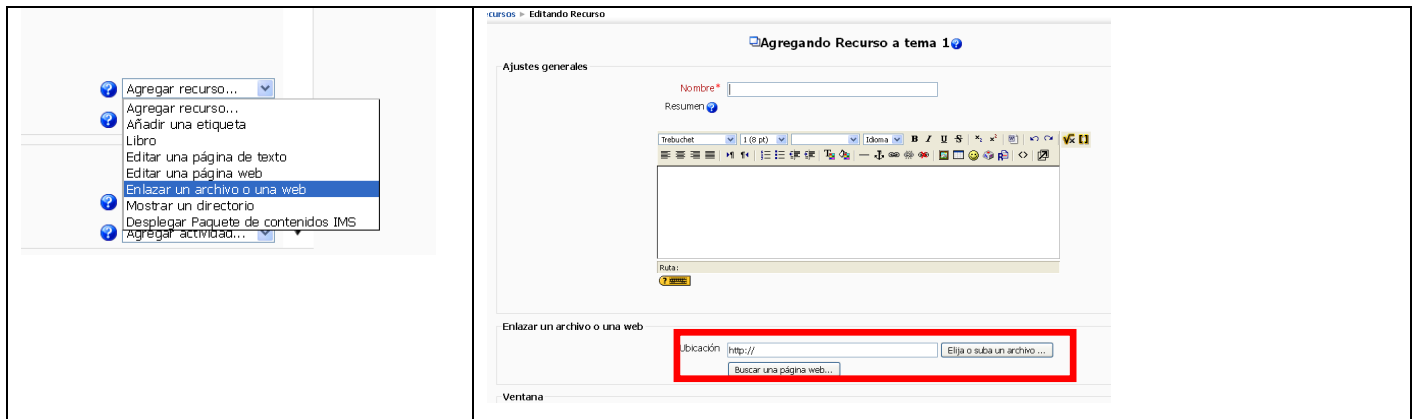 Agregar recurso...
Agregar recurso...
Añadir una etiqueta
Libro
Editar una página de texto
Editar una página web
Enlazar un archivo o una web
Mostrar un directorio
Desplegar Paquete de contenidos IMS
Agregar actividad...
cursos ► Editando Recurso
Agregando Recurso a tema 1
Ajustes generales
Nombre*
Resumen
Trebuchet 1 (8 pt) Idioma B I U S
Ruta:
Enlazar un archivo o una web
Ubicación http:// Elija o suba un archivo ...
Buscar una página web...
Ventana